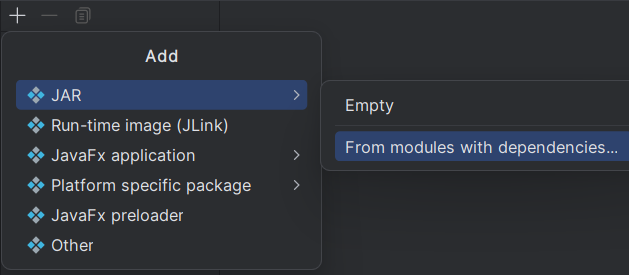 Add
JAR
Empty
Run-time image (JLink)
From modules with dependencies...
JavaFx application
Platform specific package
JavaFx preloader
Other